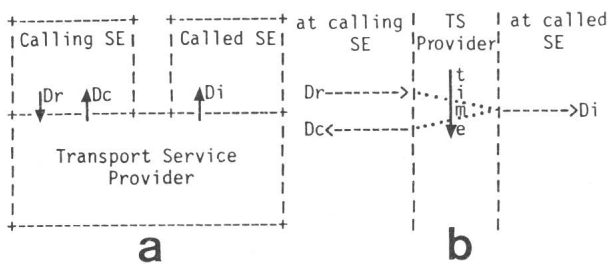 Calling SE
Called SE
Dr
Dc
Di
Transport Service
Provider
a
at calling
SE
TS
Provider
at called
SE
time
Dr
Dc
Di
b